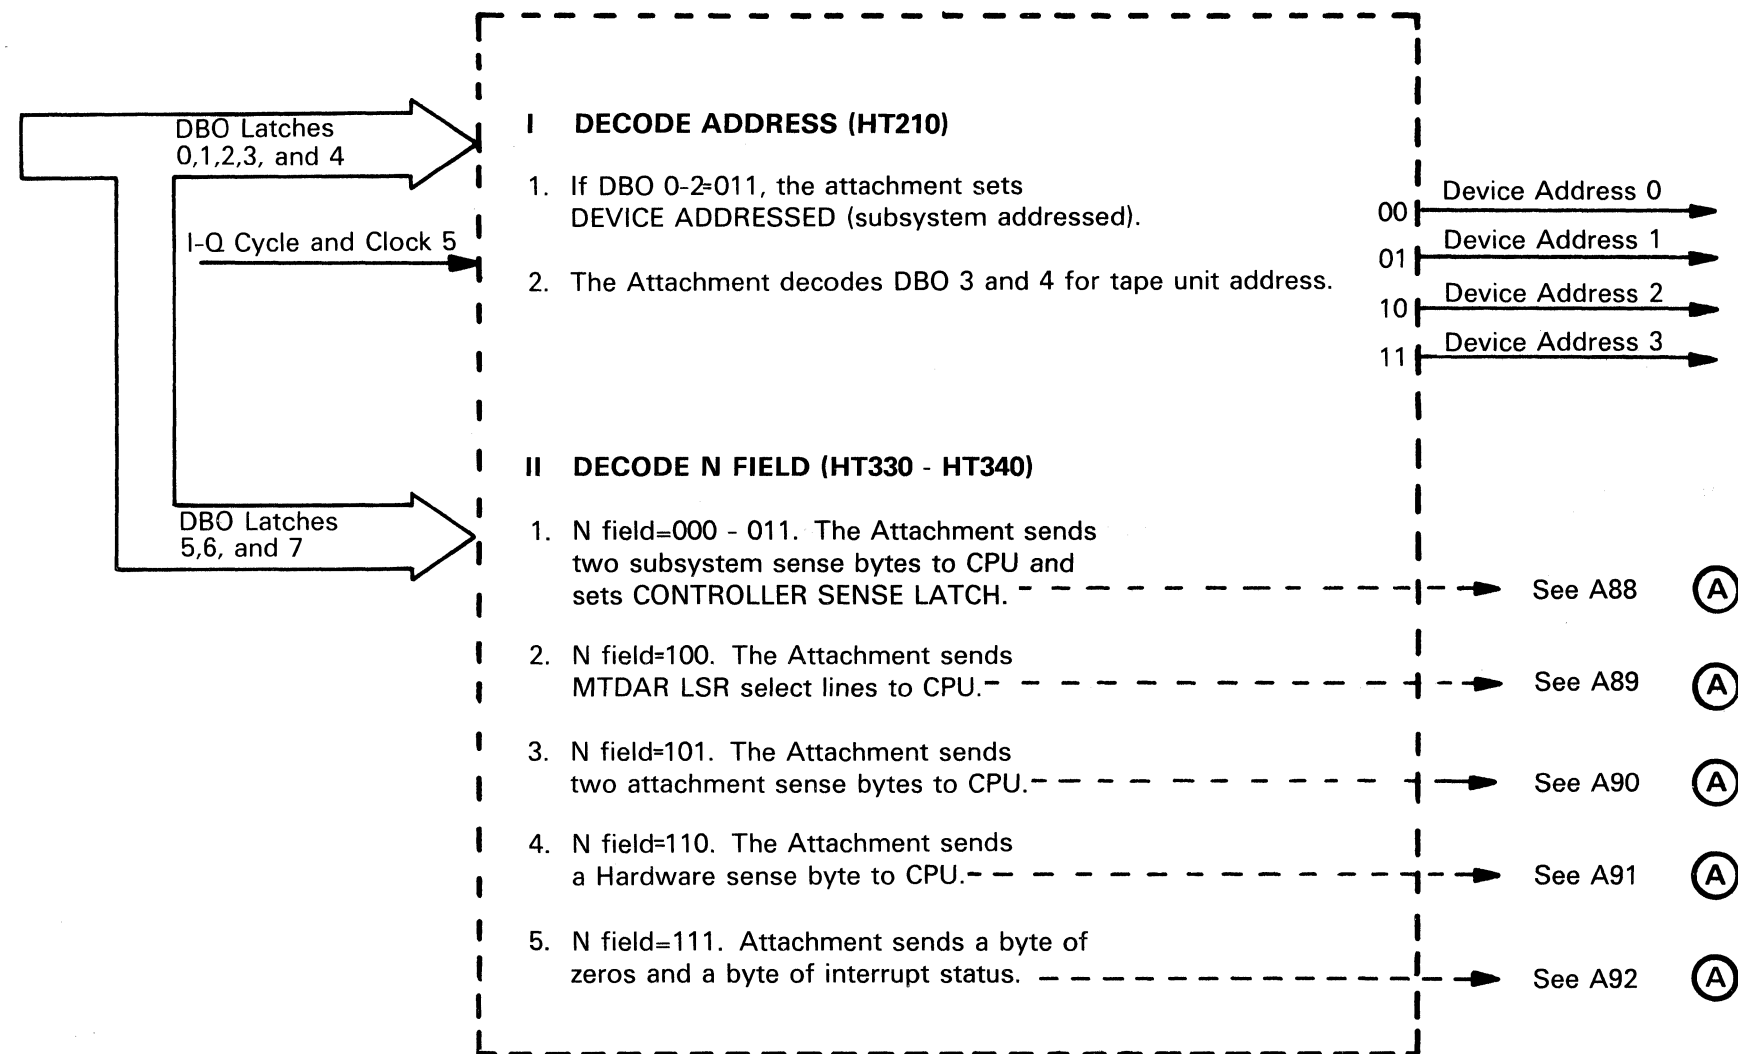 DBO Latches
0,1,2,3, and 4
I-Q Cycle and Clock 5
DBO Latches
5,6, and 7
I DECODE ADDRESS (HT210)
1. If DBO 0-2=011, the attachment sets
DEVICE ADDRESSED (subsystem addressed).
2. The Attachment decodes DBO 3 and 4 for tape unit address.
00 Device Address 0
01 Device Address 1
10 Device Address 2
11 Device Address 3
II DECODE N FIELD (HT330 - HT340)
1. N field=000 - 011. The Attachment sends
two subsystem sense bytes to CPU and
sets CONTROLLER SENSE LATCH. See A88 A
2. N field=100. The Attachment sends
MTDAR LSR select lines to CPU. See A89 A
3. N field=101. The Attachment sends
two attachment sense bytes to CPU. See A90 A
4. N field=110. The Attachment sends
a Hardware sense byte to CPU. See A91 A
5. N field=111. Attachment sends a byte of
zeros and a byte of interrupt status. See A92 A